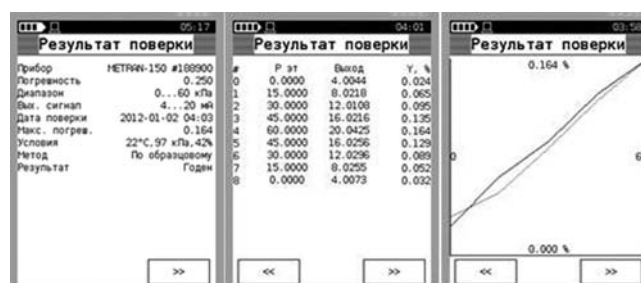 05:17
Результат поверки
Прибор METRAN-150 #188900
Погрешность 0.250
Диапазон 0...60 кПа
Вых. сигнал 4...20 мА
Дата поверки 2012-01-02 04:03
Макс. погрев. 0.164
Условия 22°C,97 кПа,42%
Метод По образцовому
Результат Годен
>>
04:01
Результат поверки
# P эт Выход Y, %
0 0.0000 4.0044 0.024
1 15.0000 8.0218 0.065
2 30.0000 12.0108 0.095
3 45.0000 16.0216 0.135
4 60.0000 20.0425 0.164
5 45.0000 16.0256 0.129
6 30.0000 12.0296 0.089
7 15.0000 8.0255 0.052
8 0.0000 4.0073 0.032
<< >>
03:58
Результат поверки
0.164 %
0 6
0.000 %
<< >>